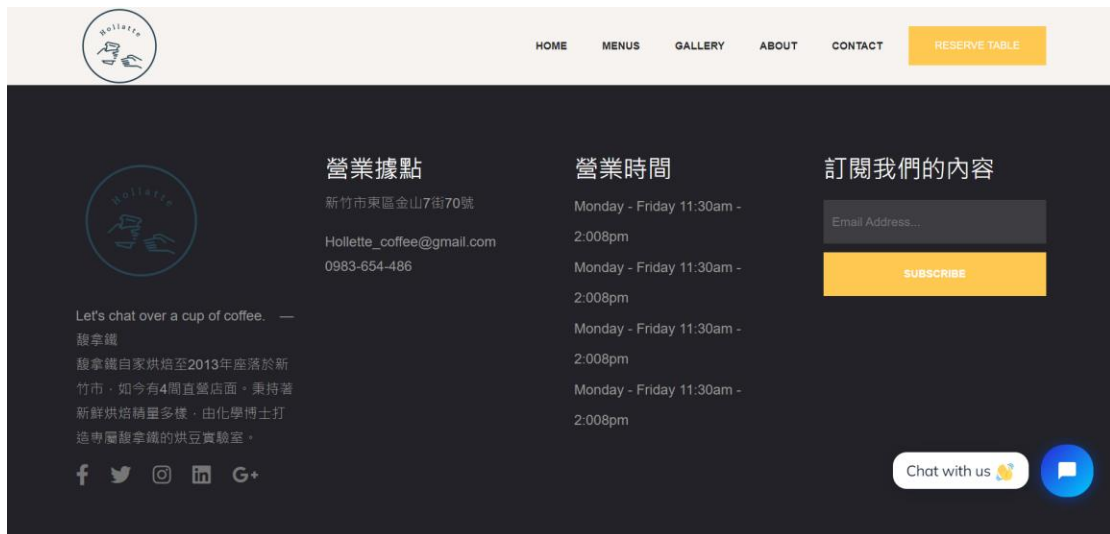 Hollatte
HOME MENUS GALLERY ABOUT CONTACT RESERVE TABLE
Hollatte
Let's chat over a cup of coffee. —
馥拿鐵
馥拿鐵自家烘焙至2013年座落於新
竹市，如今有4間直營店面。秉持著
新鮮烘焙精量多樣，由化學博士打
造專屬馥拿鐵的烘豆實驗室。
G+
營業據點
新竹市東區金山7街70號
Hollette_coffee@gmail.com
0983-654-486
營業時間
Monday - Friday 11:30am -
2:008pm
Monday - Friday 11:30am -
2:008pm
Monday - Friday 11:30am -
2:008pm
Monday - Friday 11:30am -
2:008pm
訂閱我們的內容
Email Address...
SUBSCRIBE
Chat with us 👋